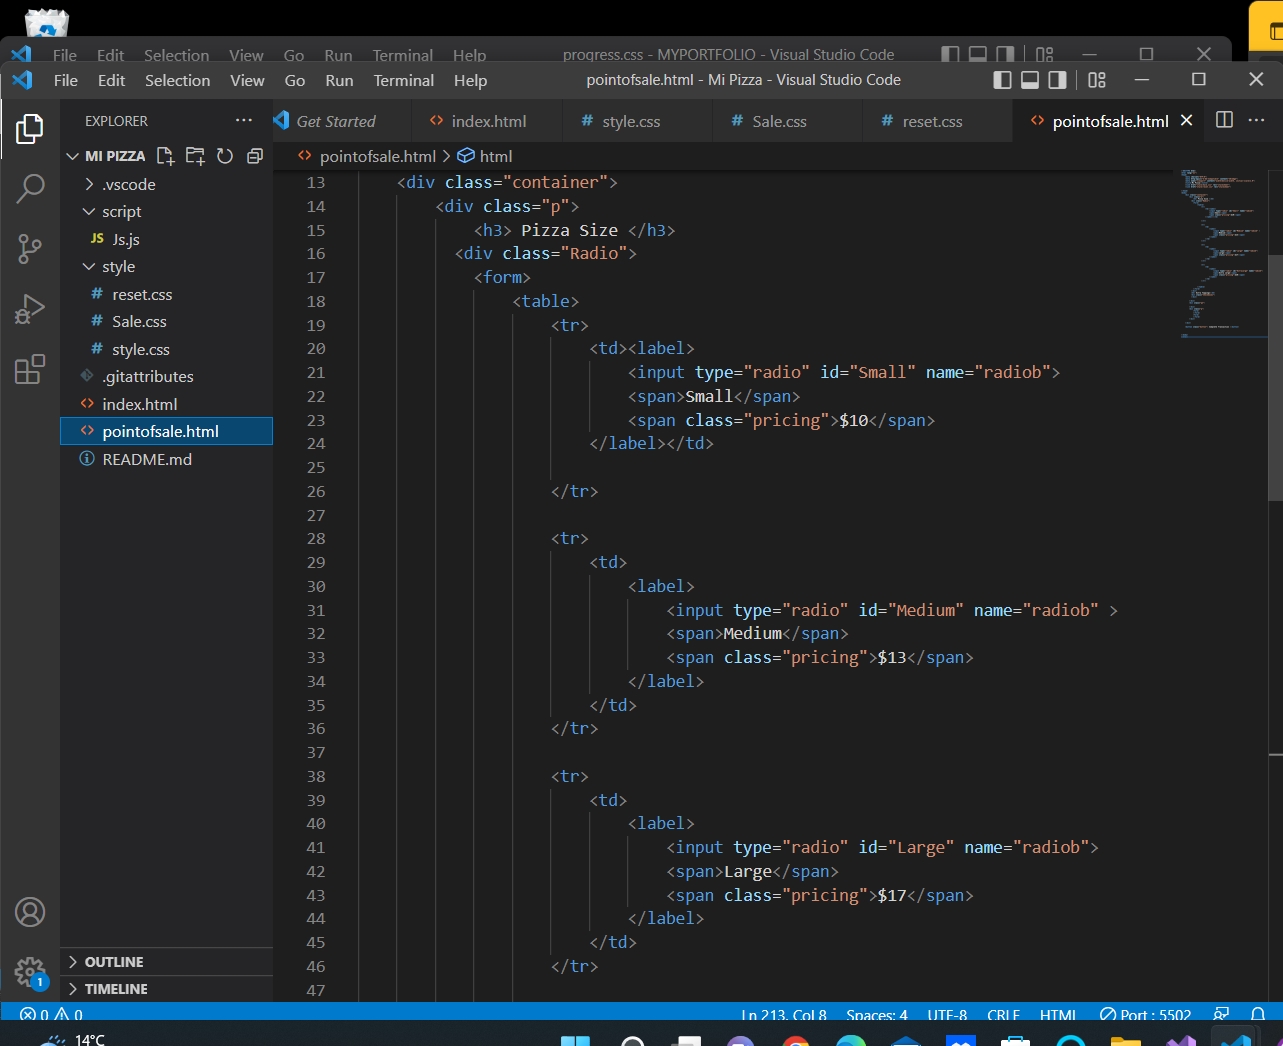 File Edit Selection View Go Run Terminal Help progress.css - MYPORTFOLIO - Visual Studio Code
File Edit Selection View Go Run Terminal Help pointofsale.html - Mi Pizza - Visual Studio Code
EXPLORER
Get Started
index.html
style.css
Sale.css
reset.css
pointofsale.html
MI PIZZA
.vscode
script
JS Js.js
style
# reset.css
# Sale.css
# style.css
.gitattributes
<> index.html
<> pointofsale.html
README.md
OUTLINE
TIMELINE
<> pointofsale.html > html
13 <div class="container">
14 <div class="p">
15 <h3> Pizza Size </h3>
16 <div class="Radio">
17 <form>
18 <table>
19 <tr>
20 <td><label>
21 <input type="radio" id="Small" name="radiob">
22 <span>Small</span>
23 <span class="pricing">$10</span>
24 </label></td>
25
26 </tr>
27
28 <tr>
29 <td>
30 <label>
31 <input type="radio" id="Medium" name="radiob" >
32 <span>Medium</span>
33 <span class="pricing">$13</span>
34 </label>
35 </td>
36 </tr>
37
38 <tr>
39 <td>
40 <label>
41 <input type="radio" id="Large" name="radiob">
42 <span>Large</span>
43 <span class="pricing">$17</span>
44 </label>
45 </td>
46 </tr>
47
1
0 0 Ln 213, Col 8 Spaces: 4 UTF-8 CRLF HTML Port : 5502
14°C